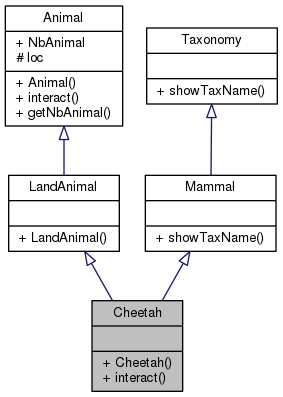 Animal
+ NbAnimal
# loc
+ Animal()
+ interact()
+ getNbAnimal()
Taxonomy
+ showTaxName()
LandAnimal
+ LandAnimal()
Mammal
+ showTaxName()
Cheetah
+ Cheetah()
+ interact()